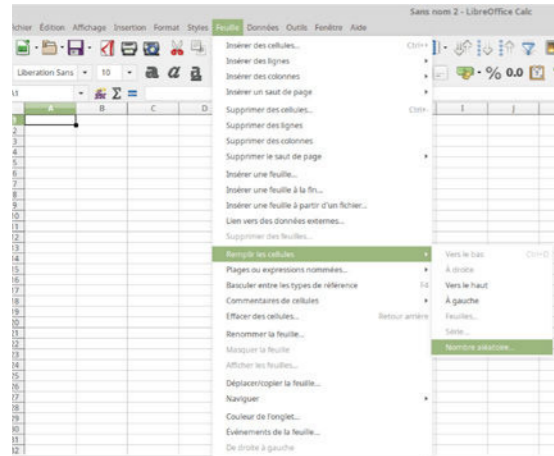 Sans nom 2 - LibreOffice Calc
chier Édition Affichage Insertion Format Styles Feuille Données Outils Fenêtre Aide
Liberation Sans 10 a a a % 0.0
A1 Σ =
A B C D I J
Insérer des cellules... Ctrl++
Insérer des lignes
Insérer des colonnes
Insérer un saut de page
Supprimer des cellules... Ctrl+-
Supprimer des lignes
Supprimer des colonnes
Supprimer le saut de page
Insérer une feuille...
Insérer une feuille à la fin...
Insérer une feuille à partir d'un fichier...
Lien vers des données externes...
Supprimer des feuilles...
Remplir les cellules
Plages ou expressions nommées...
Basculer entre les types de référence F4
Commentaires de cellules
Effacer des cellules... Retour arrière
Renommer la feuille...
Masquer la feuille
Afficher les feuilles...
Déplacer/copier la feuille...
Naviguer
Couleur de l'onglet...
Événements de la feuille...
De droite à gauche
Vers le bas Ctrl+D
À droite
Vers le haut
À gauche
Feuilles...
Série...
Nombre aléatoire...